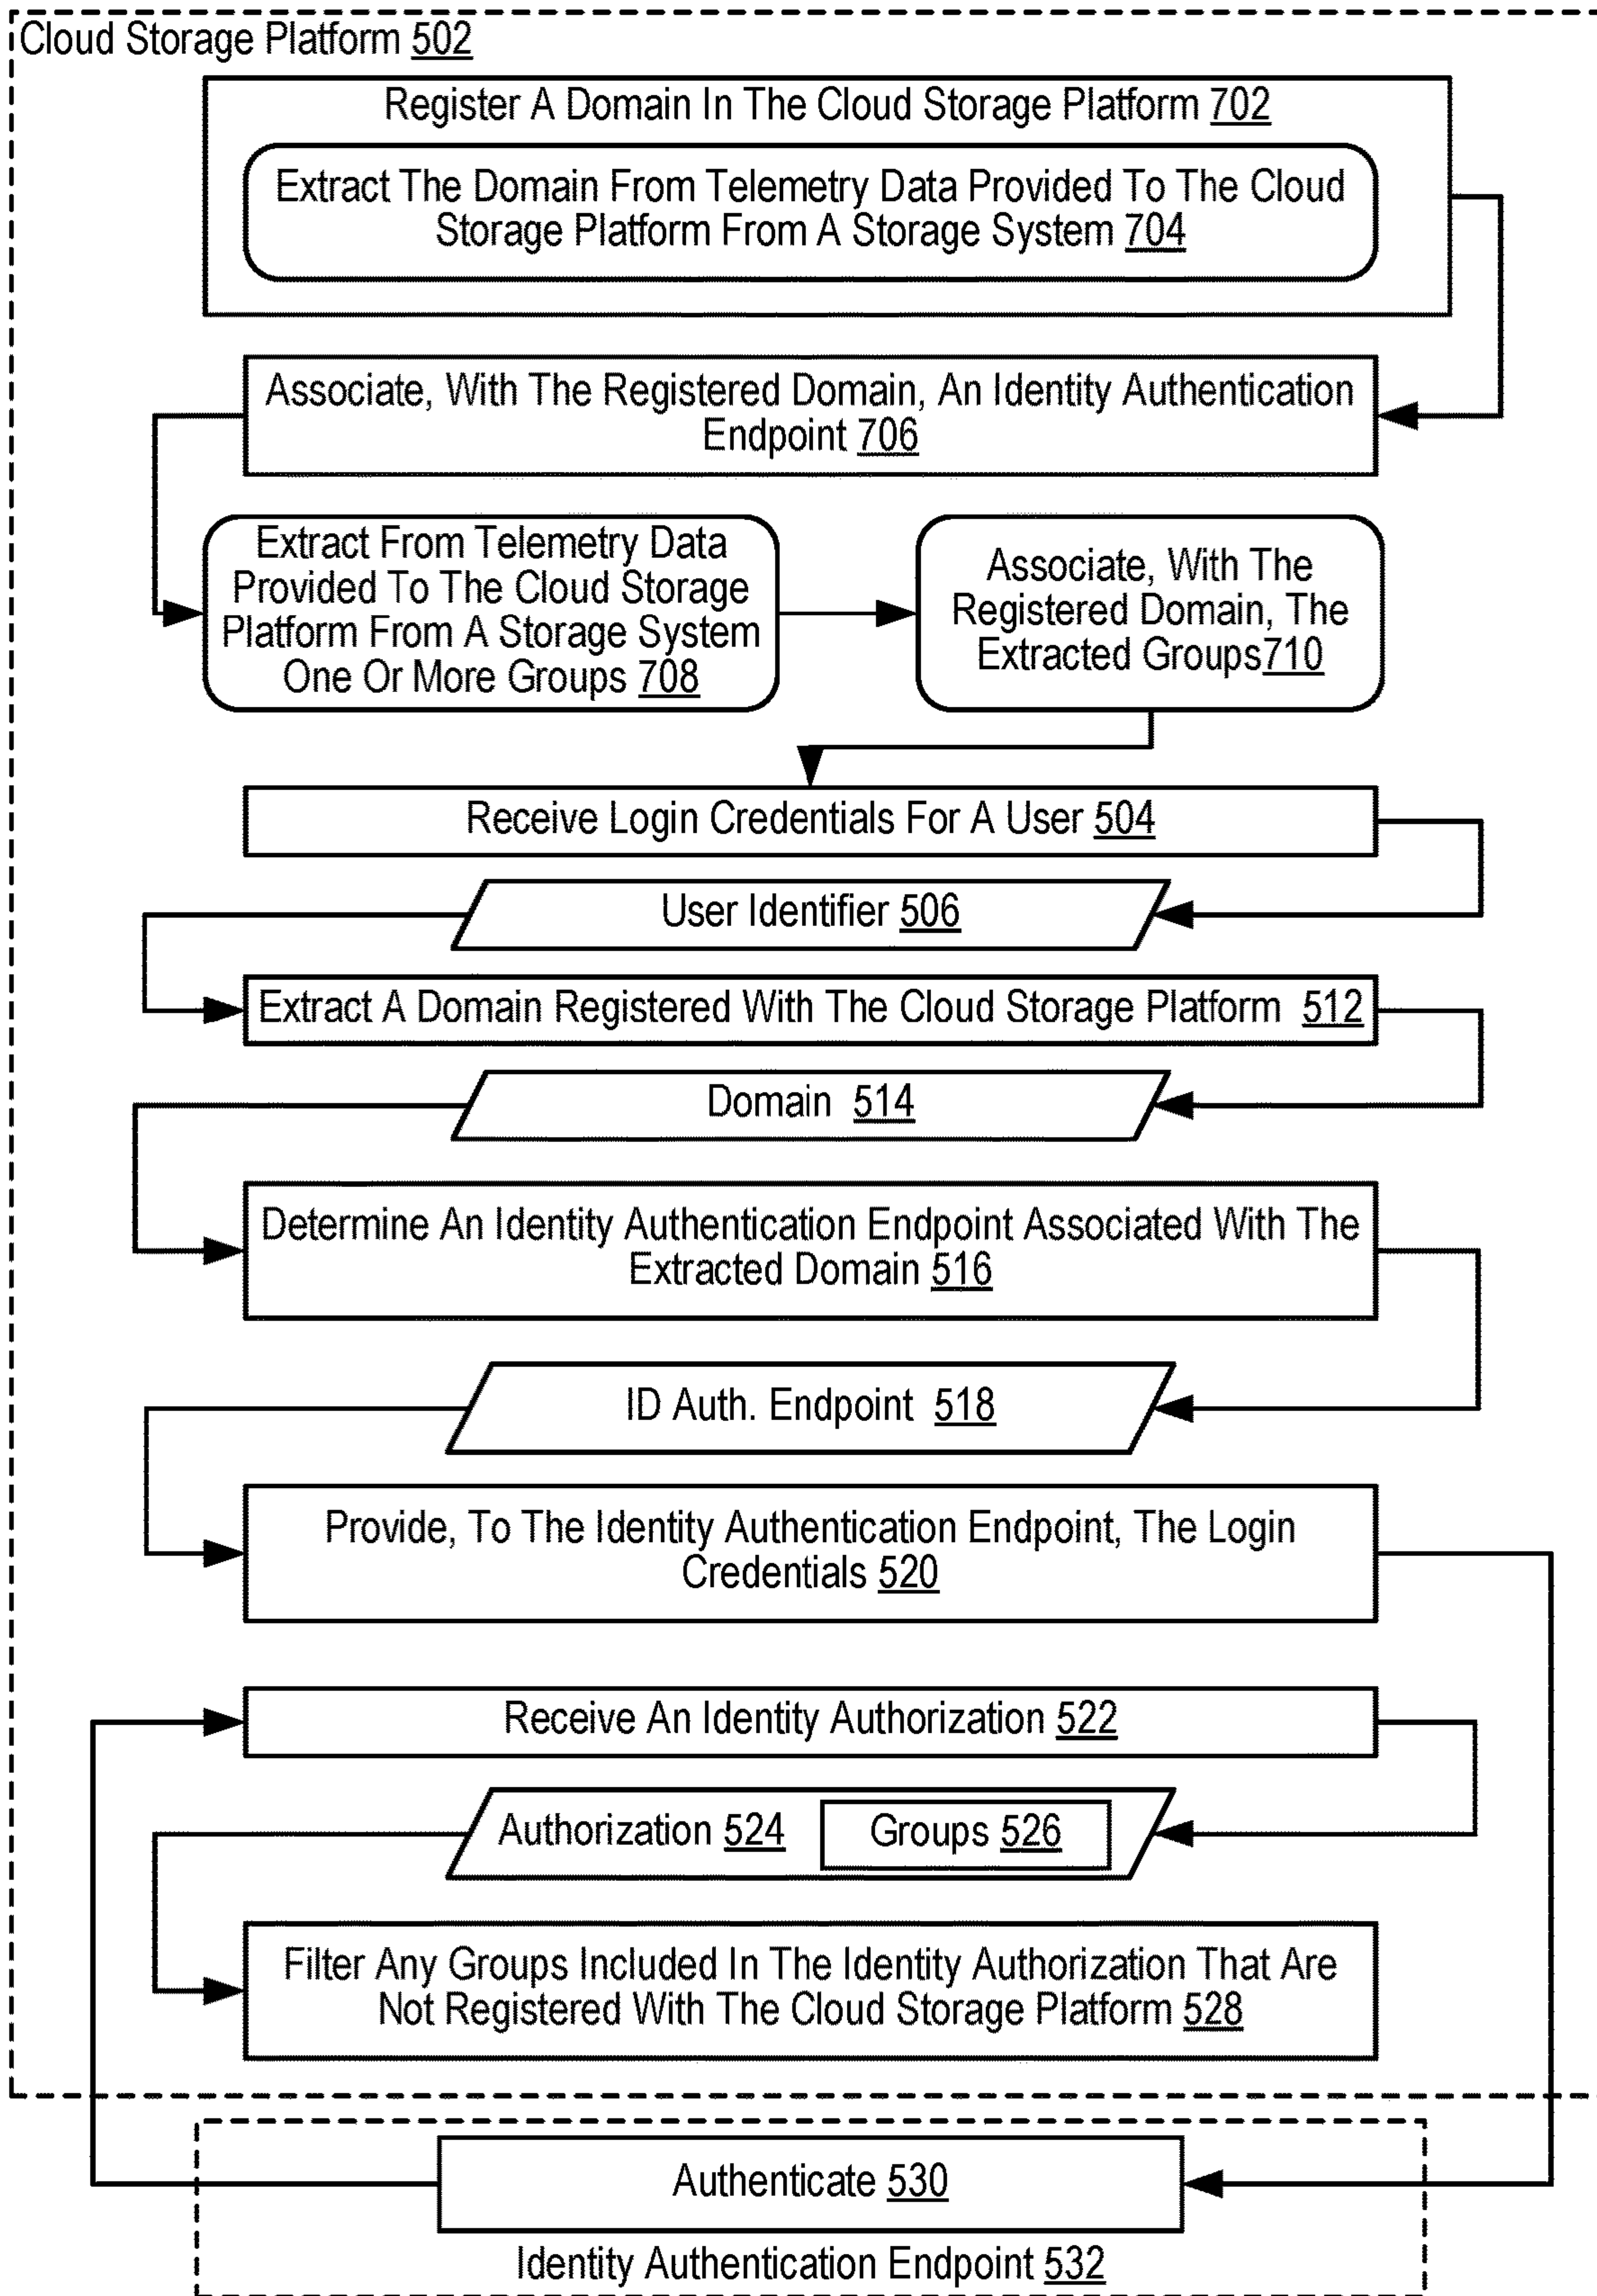 Cloud Storage Platform 502
Register A Domain In The Cloud Storage Platform 702
Extract The Domain From Telemetry Data Provided To The Cloud
Storage Platform From A Storage System 704
Associate, With The Registered Domain, An Identity Authentication
Endpoint 706
Extract From Telemetry Data
Provided To The Cloud Storage
Platform From A Storage System
One Or More Groups 708
Associate, With The
Registered Domain, The
Extracted Groups710
Receive Login Credentials For A User 504
User Identifier 506
Extract A Domain Registered With The Cloud Storage Platform 512
Domain 514
Determine An Identity Authentication Endpoint Associated With The
Extracted Domain 516
ID Auth. Endpoint 518
Provide, To The Identity Authentication Endpoint, The Login
Credentials 520
Receive An Identity Authorization 522
Authorization 524 Groups 526
Filter Any Groups Included In The Identity Authorization That Are
Not Registered With The Cloud Storage Platform 528
Authenticate 530
Identity Authentication Endpoint 532